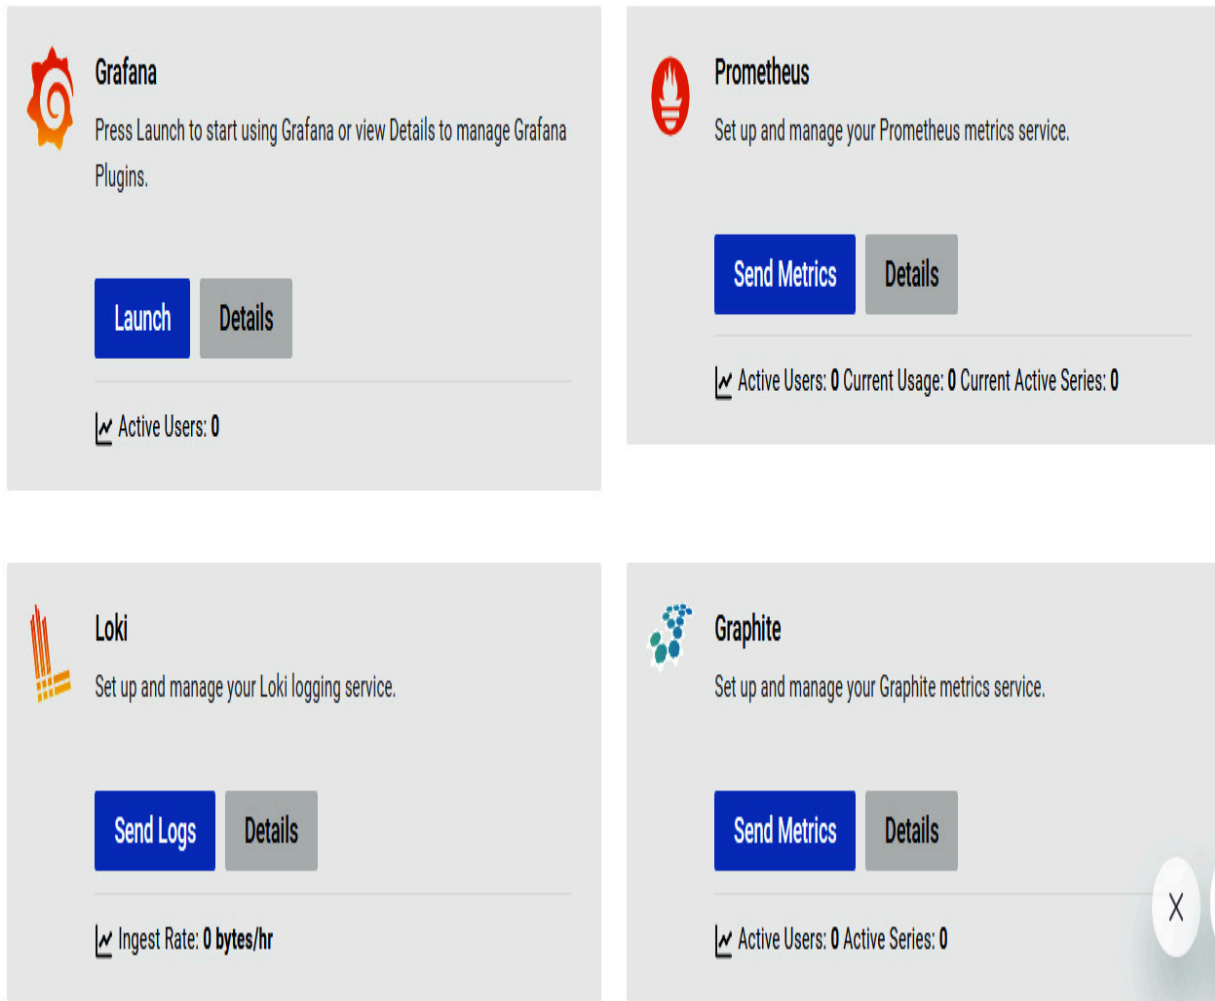 Grafana
Press Launch to start using Grafana or view Details to manage Grafana
Plugins.
Launch
Details
Active Users: 0
Prometheus
Set up and manage your Prometheus metrics service.
Send Metrics
Details
Active Users: 0 Current Usage: 0 Current Active Series: 0
Loki
Set up and manage your Loki logging service.
Send Logs
Details
Ingest Rate: 0 bytes/hr
Graphite
Set up and manage your Graphite metrics service.
Send Metrics
Details
Active Users: 0 Active Series: 0